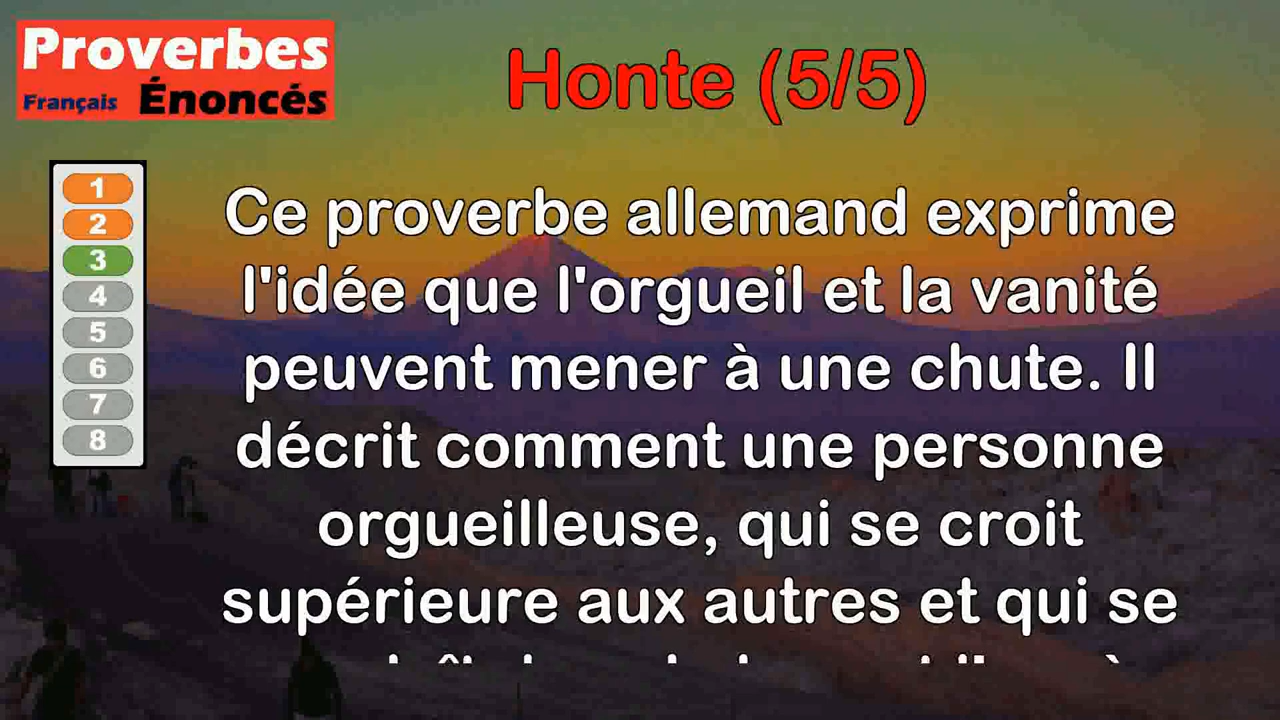 Proverbes
Français Énoncés
Honte (5/5)
1
2
3
4
5
6
7
8
Ce proverbe allemand exprime
l'idée que l'orgueil et la vanité
peuvent mener à une chute. Il
décrit comment une personne
orgueilleuse, qui se croit
supérieure aux autres et qui se